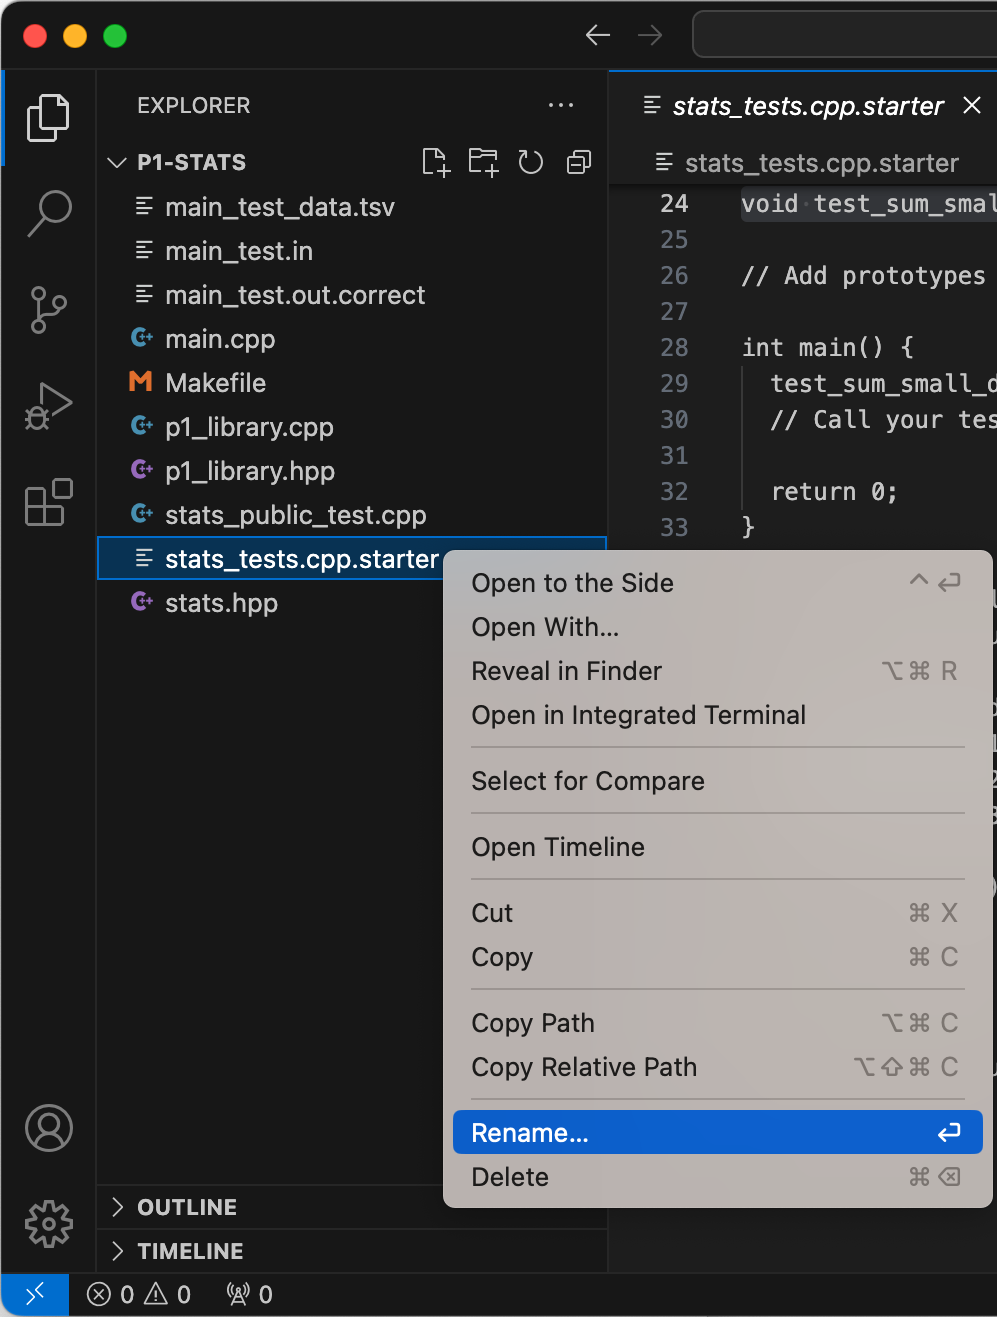 EXPLORER
P1-STATS
main_test_data.tsv
main_test.in
main_test.out.correct
main.cpp
Makefile
p1_library.cpp
p1_library.hpp
stats_public_test.cpp
stats_tests.cpp.starter
stats.hpp
OUTLINE
TIMELINE
0 0 0
stats_tests.cpp.starter
stats_tests.cpp.starter
24 void test_sum_smal
25
26 // Add prototypes
27
28 int main() {
29 test_sum_small_d
30 // Call your tes
31
32 return 0;
33 }
Open to the Side ^ ↩
Open With...
Reveal in Finder ⌥⌘ R
Open in Integrated Terminal
Select for Compare
Open Timeline
Cut ⌘ X
Copy ⌘ C
Copy Path ⌥⌘ C
Copy Relative Path ⌥⇧⌘ C
Rename... ↩
Delete ⌘ ⌫